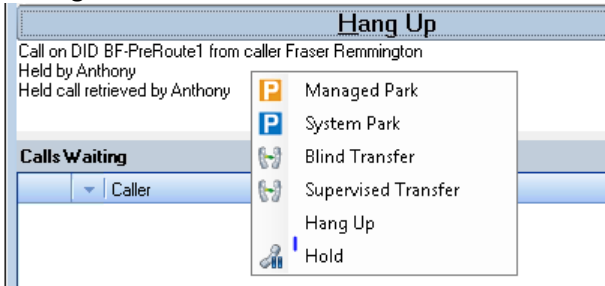 Hang Up
Call on DID BF-PreRoute1 from caller Fraser Remmington
Held by Anthony
Held call retrieved by Anthony
P Managed Park
P System Park
Blind Transfer
Supervised Transfer
Hang Up
Hold
Calls Waiting
Caller